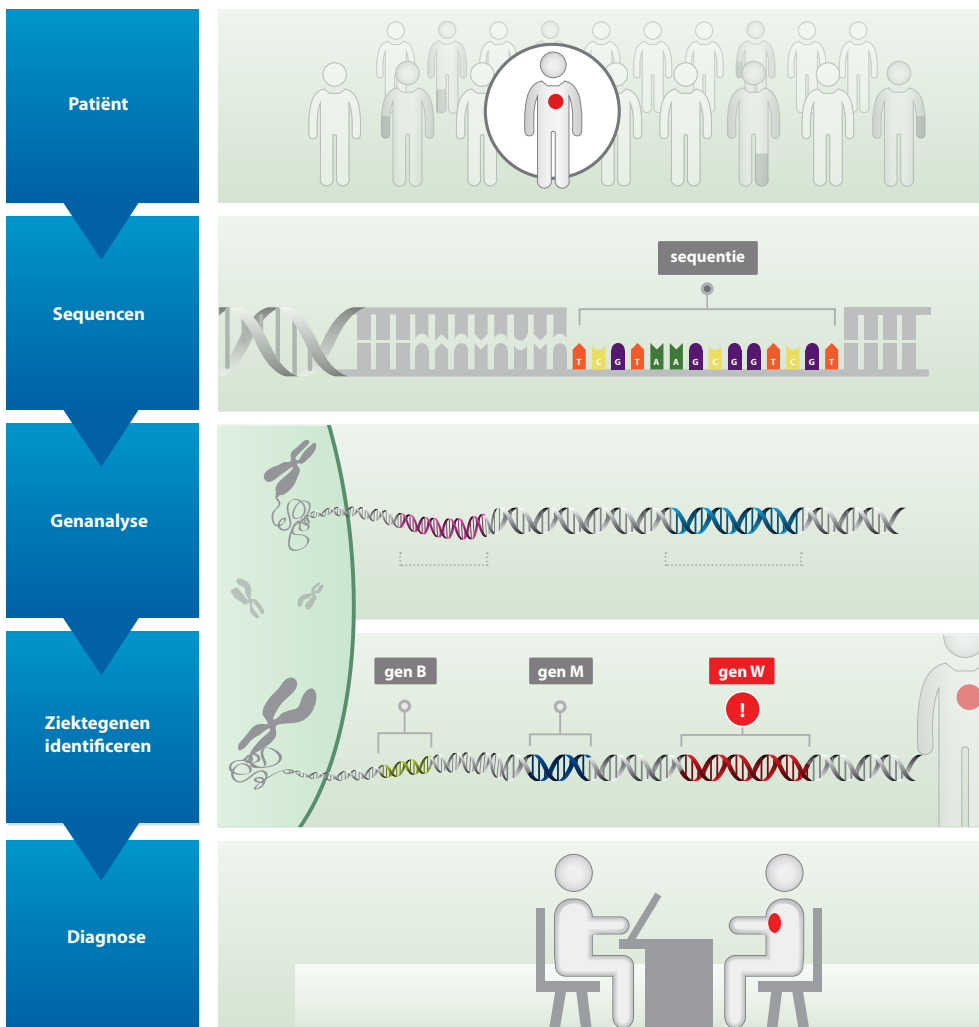 Patiënt
Sequencen
sequentie
T C G T A A G C G G T C G T
Genanalyse
Ziektegenen
identificeren
gen B
gen M
gen W
!
Diagnose